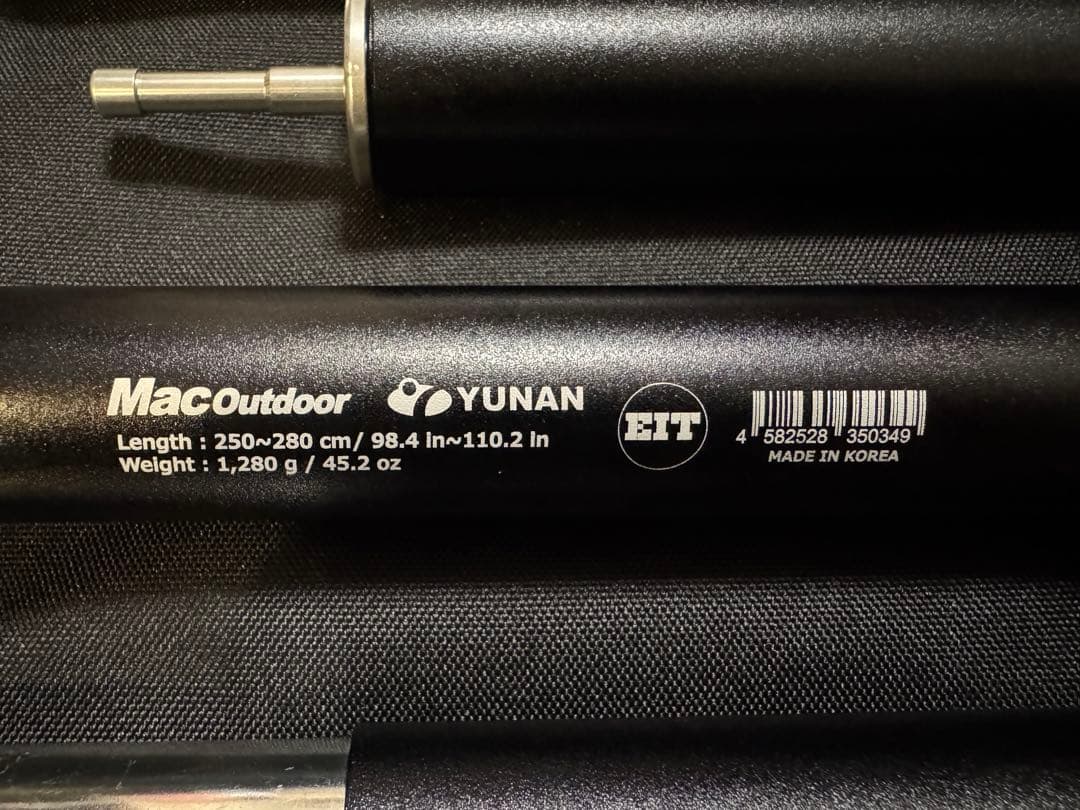 MacOutdoor YUNAN
Length : 250~280 cm/ 98.4 in~110.2 in
Weight : 1,280 g / 45.2 oz
EIT
4 582528 350349
MADE IN KOREA